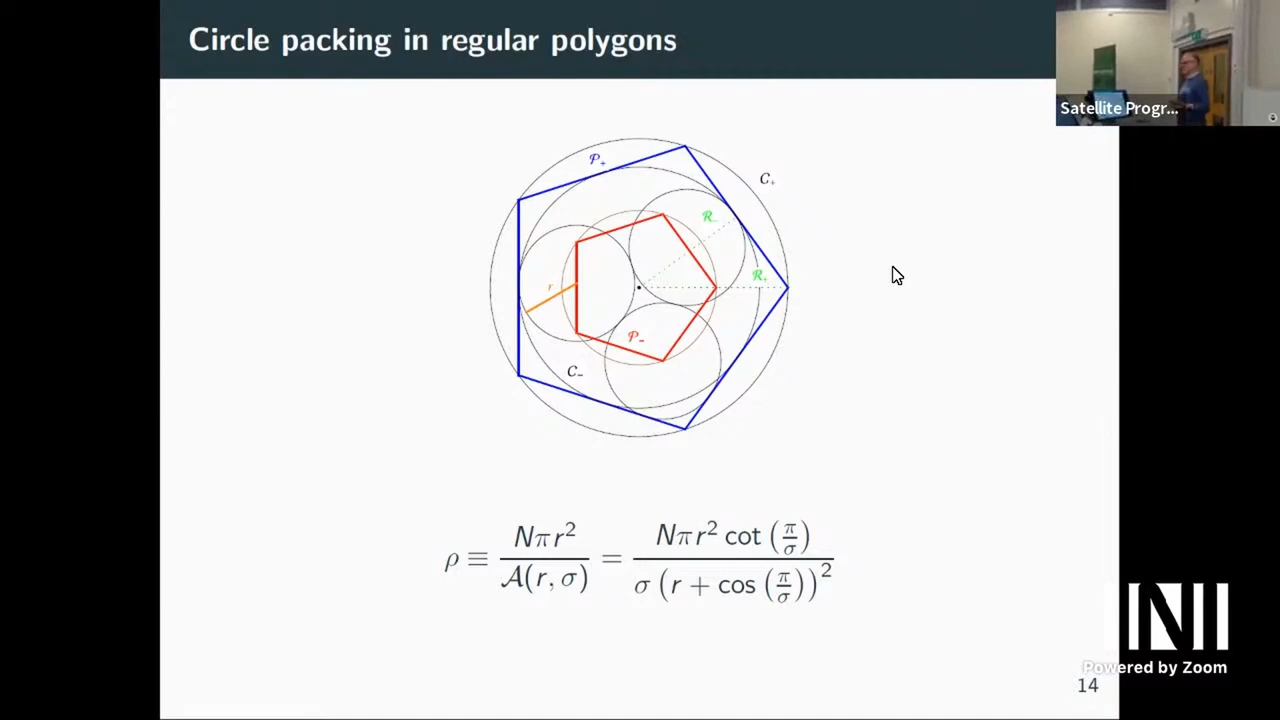 Circle packing in regular polygons
Satellite Progr...
𝒫₊
𝒞₊
ℛ₋
ℛ₊
r
𝒫₋
𝒞₋
ρ ≡ Nπr² / 𝒜(r, σ) = Nπr² cot (π/σ) / σ (r + cos (π/σ))²
Powered by Zoom
14